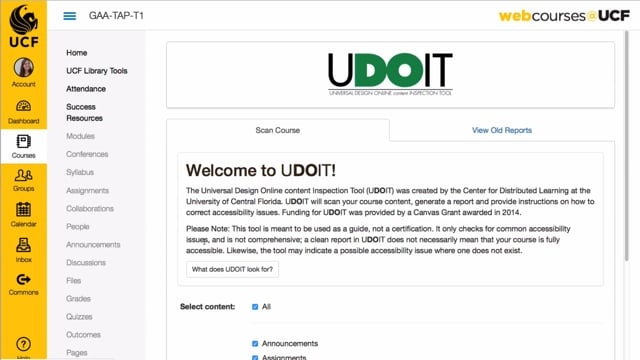 UCF
Account
Dashboard
Courses
Groups
Calendar
Inbox
Commons
Help
GAA-TAP-T1
webcourses@UCF
Home
UCF Library Tools
Attendance
Success
Resources
Modules
Conferences
Syllabus
Assignments
Collaborations
People
Announcements
Discussions
Files
Grades
Quizzes
Outcomes
Pages
UDOIT
UNIVERSAL DESIGN ONLINE content INSPECTION TOOL
Scan Course
View Old Reports
Welcome to UDOIT!
The Universal Design Online content Inspection Tool (UDOIT) was created by the Center for Distributed Learning at the
University of Central Florida. UDOIT will scan your course content, generate a report and provide instructions on how to
correct accessibility issues. Funding for UDOIT was provided by a Canvas Grant awarded in 2014.
Please Note: This tool is meant to be used as a guide, not a certification. It only checks for common accessibility
issues, and is not comprehensive; a clean report in UDOIT does not necessarily mean that your course is fully
accessible. Likewise, the tool may indicate a possible accessibility issue where one does not exist.
What does UDOIT look for?
Select content:
All
Announcements
Assignments